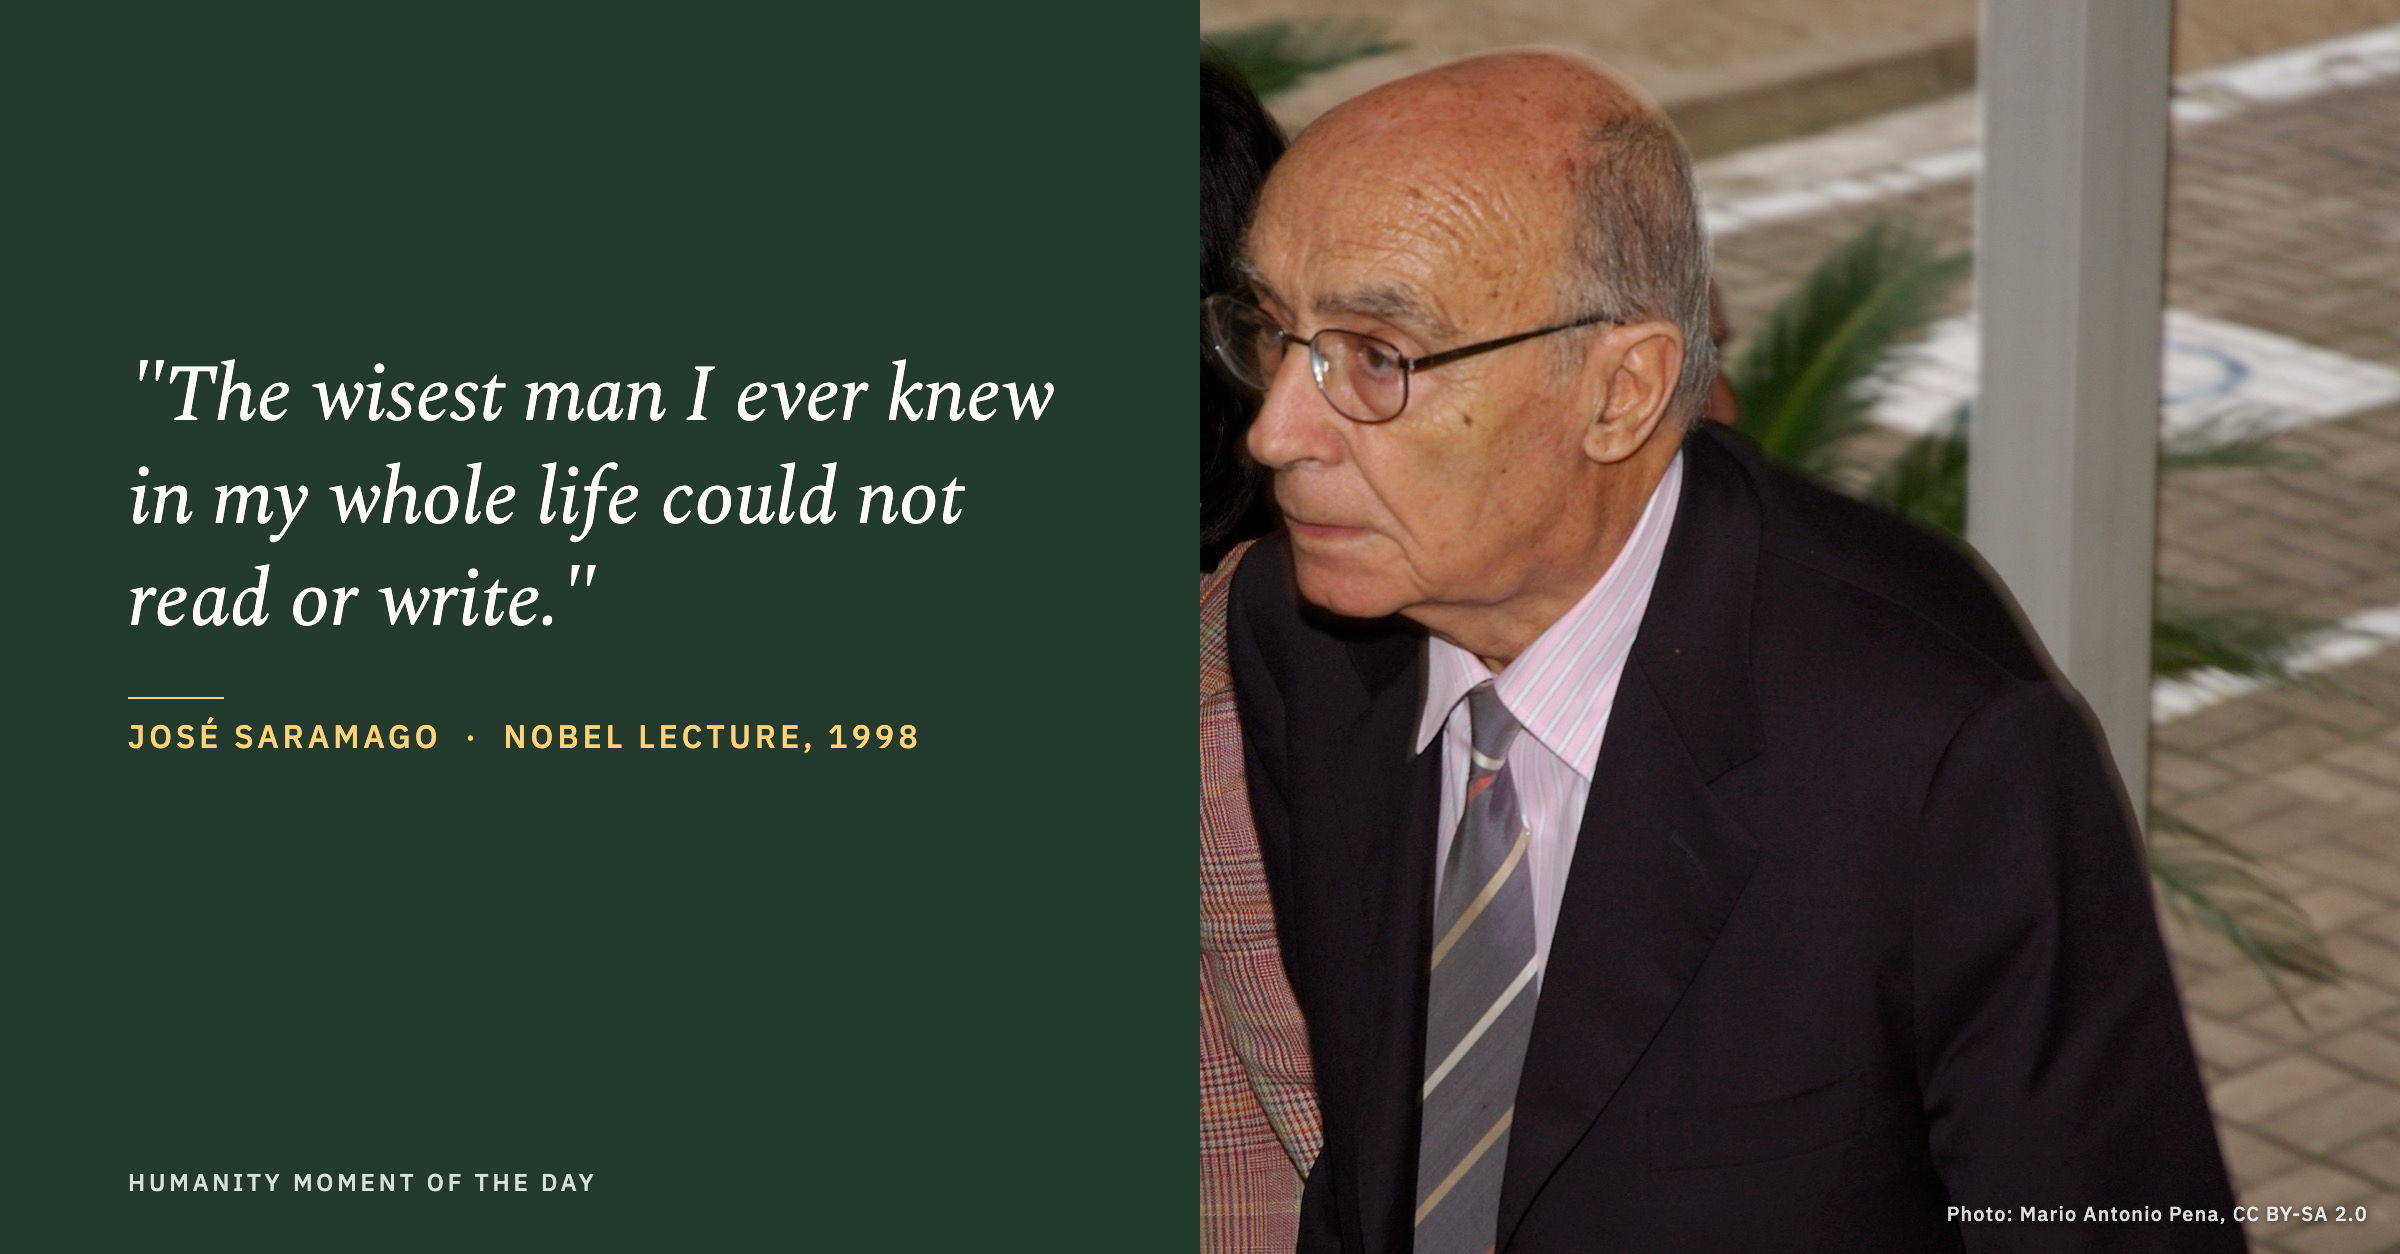 "The wisest man I ever knew
in my whole life could not
read or write."
JOSÉ SARAMAGO · NOBEL LECTURE, 1998
HUMANITY MOMENT OF THE DAY
Photo: Mario Antonio Pena, CC BY-SA 2.0